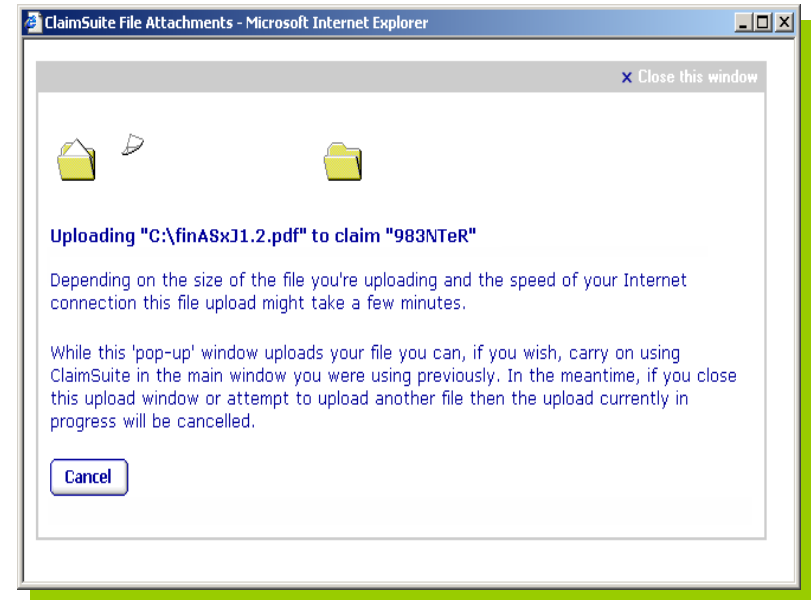 ClaimSuite File Attachments - Microsoft Internet Explorer
x Close this window
Uploading "C:\finASxJ1.2.pdf" to claim "983NTeR"
Depending on the size of the file you're uploading and the speed of your Internet
connection this file upload might take a few minutes.
While this 'pop-up' window uploads your file you can, if you wish, carry on using
ClaimSuite in the main window you were using previously. In the meantime, if you close
this upload window or attempt to upload another file then the upload currently in
progress will be cancelled.
Cancel